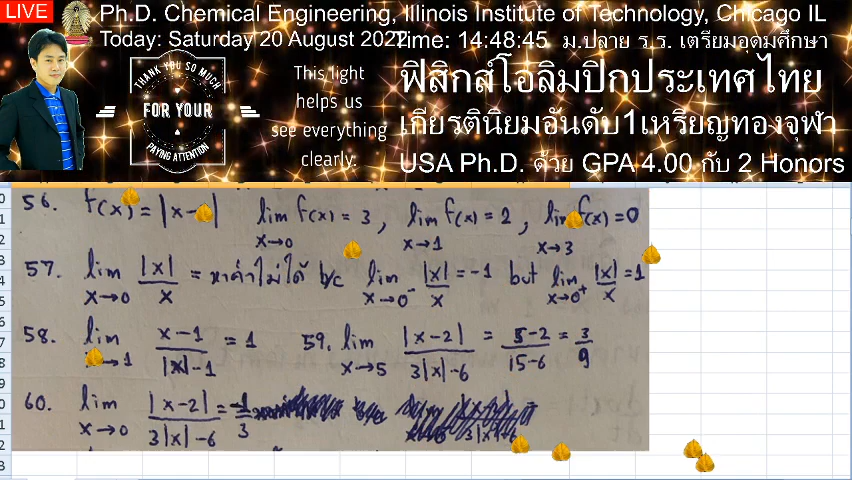 LIVE
Ph.D. Chemical Engineering, Illinois Institute of Technology, Chicago IL
Today: Saturday 20 August 2022 Time: 14:48:45 ม.ปลาย ร.ร. เตรียมอุดมศึกษา
THANK YOU SO MUCH
FOR YOUR
PAYING ATTENTION
This light
helps us
see everything
clearly:
ฟิสิกส์โอลิมปิกประเทศไทย
เกียรตินิยมอันดับ1เหรียญทองจุฬา
USA Ph.D. ด้วย GPA 4.00 กับ 2 Honors
56. f(x) = |x-| lim x→0 f(x) = 3, lim x→1 f(x) = 2, lim x→3 f(x) = 0
57. lim x→0 |x|/x = หาค่าไม่ได้ b/c lim x→0⁻ |x|/x = -1 but lim x→0⁺ |x|/x = 1
58. lim →1 x-1/|x|-1 = 1 59. lim x→5 |x-2|/3|x|-6 = 5-2/15-6 = 3/9
60. lim x→0 |x-2|/3|x|-6 = -1/3